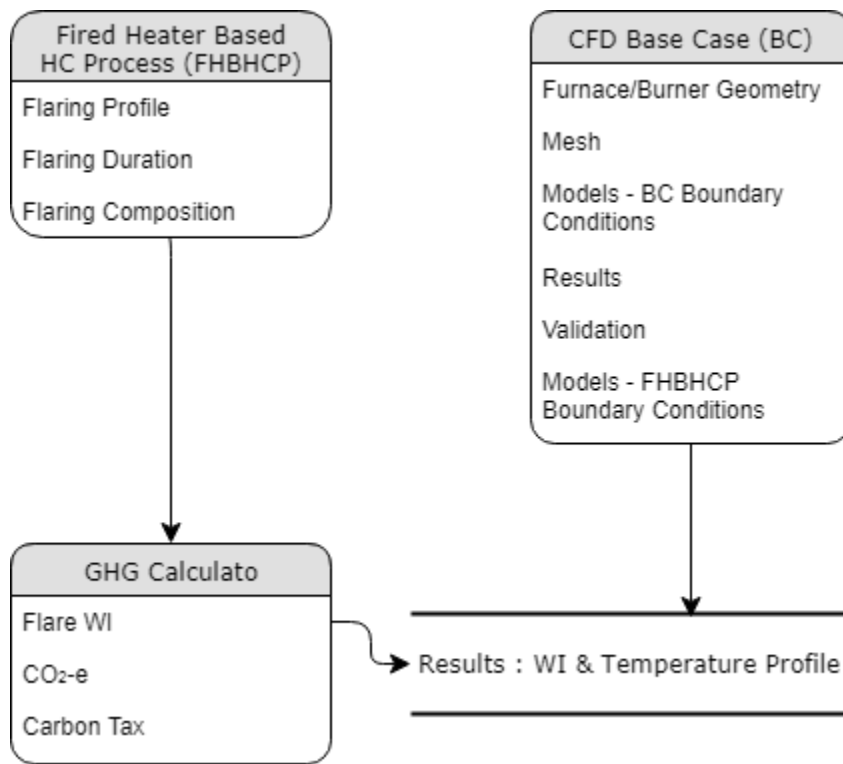 Fired Heater Based
HC Process (FHBHCP)
Flaring Profile
Flaring Duration
Flaring Composition
CFD Base Case (BC)
Furnace/Burner Geometry
Mesh
Models - BC Boundary
Conditions
Results
Validation
Models - FHBHCP
Boundary Conditions
GHG Calculato
Flare WI
CO₂-e
Carbon Tax
Results : WI & Temperature Profile